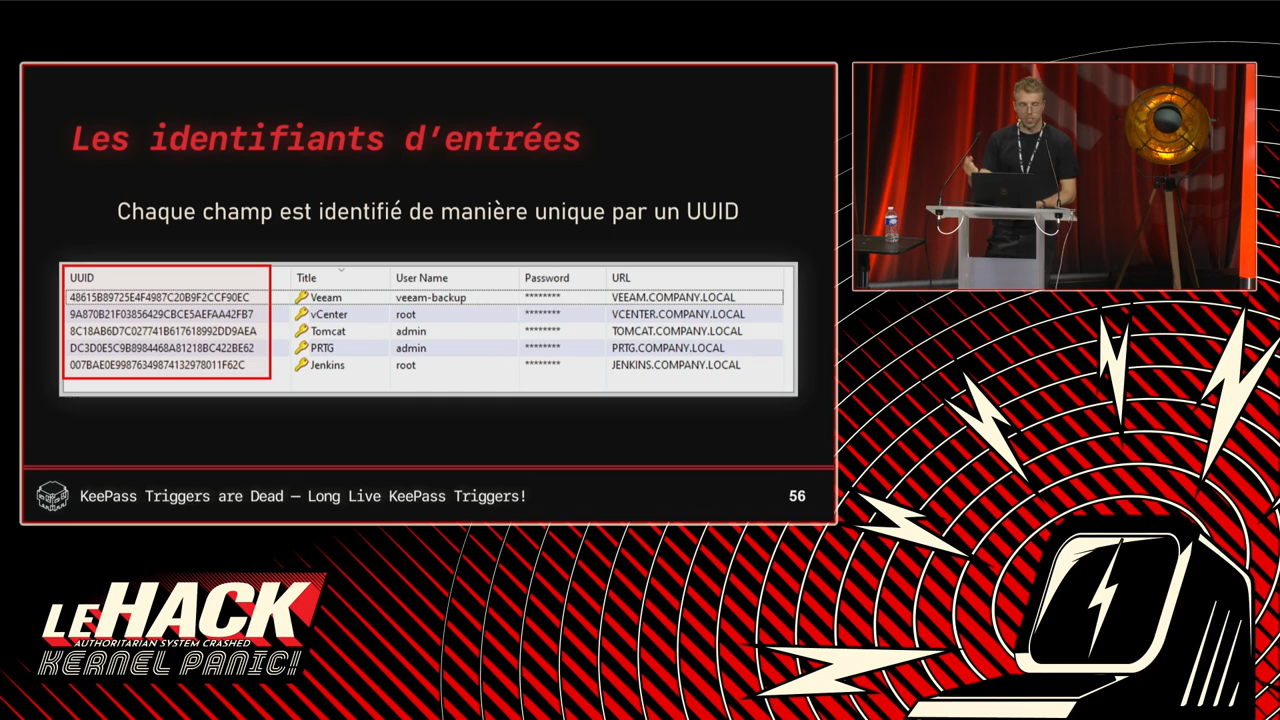 Les identifiants d’entrées
Chaque champ est identifié de manière unique par un UUID
UUID Title User Name Password URL
48615B89725E4F4987C20B9F2CCF90EC Veeam veeam-backup ******** VEEAM.COMPANY.LOCAL
9A870B21F03856429CBCE5AEFAA42FB7 vCenter root ******** VCENTER.COMPANY.LOCAL
8C18AB6D7C027741B617618992DD9AEA Tomcat admin ******** TOMCAT.COMPANY.LOCAL
DC3D0E5C9B8984468A81218BC422BE62 PRTG admin ******** PRTG.COMPANY.LOCAL
007BAE0E99876349874132978011F62C Jenkins root ******** JENKINS.COMPANY.LOCAL
KeePass Triggers are Dead — Long Live KeePass Triggers! 56
LEHACK
AUTHORITARIAN SYSTEM CRASHED
KERNEL PANIC!